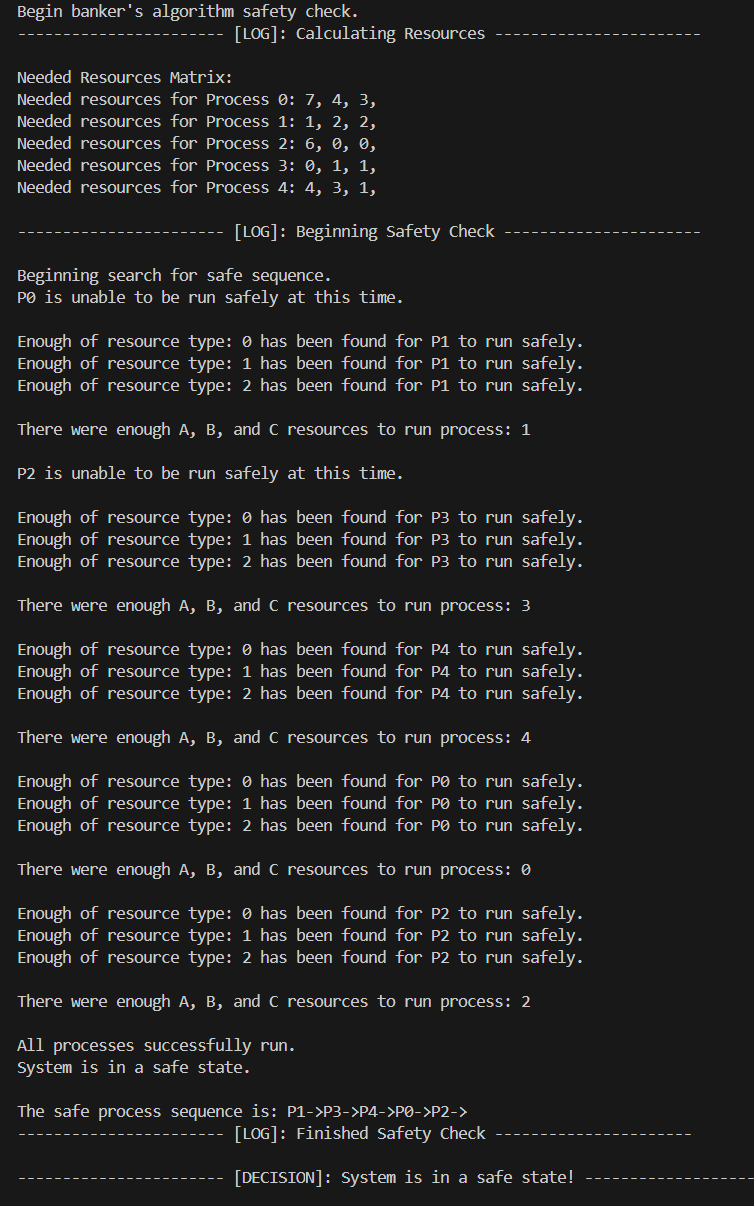 Begin banker's algorithm safety check.
----------------------- [LOG]: Calculating Resources -----------------------
Needed Resources Matrix:
Needed resources for Process 0: 7, 4, 3,
Needed resources for Process 1: 1, 2, 2,
Needed resources for Process 2: 6, 0, 0,
Needed resources for Process 3: 0, 1, 1,
Needed resources for Process 4: 4, 3, 1,
----------------------- [LOG]: Beginning Safety Check ----------------------
Beginning search for safe sequence.
P0 is unable to be run safely at this time.
Enough of resource type: 0 has been found for P1 to run safely.
Enough of resource type: 1 has been found for P1 to run safely.
Enough of resource type: 2 has been found for P1 to run safely.
There were enough A, B, and C resources to run process: 1
P2 is unable to be run safely at this time.
Enough of resource type: 0 has been found for P3 to run safely.
Enough of resource type: 1 has been found for P3 to run safely.
Enough of resource type: 2 has been found for P3 to run safely.
There were enough A, B, and C resources to run process: 3
Enough of resource type: 0 has been found for P4 to run safely.
Enough of resource type: 1 has been found for P4 to run safely.
Enough of resource type: 2 has been found for P4 to run safely.
There were enough A, B, and C resources to run process: 4
Enough of resource type: 0 has been found for P0 to run safely.
Enough of resource type: 1 has been found for P0 to run safely.
Enough of resource type: 2 has been found for P0 to run safely.
There were enough A, B, and C resources to run process: 0
Enough of resource type: 0 has been found for P2 to run safely.
Enough of resource type: 1 has been found for P2 to run safely.
Enough of resource type: 2 has been found for P2 to run safely.
There were enough A, B, and C resources to run process: 2
All processes successfully run.
System is in a safe state.
The safe process sequence is: P1->P3->P4->P0->P2->
----------------------- [LOG]: Finished Safety Check ----------------------
----------------------- [DECISION]: System is in a safe state! -------------------